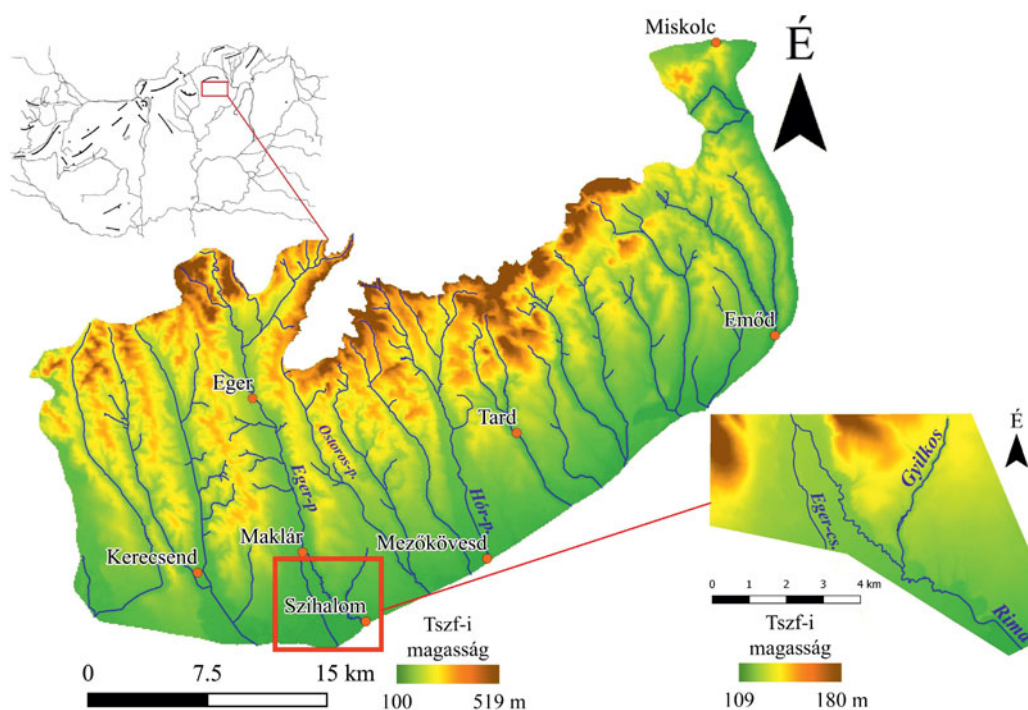 Miskolc
É
Emőd
Eger
Tard
Ostoros-p.
Eger-p
Hór-p.
Maklár
Mezőkövesd
Kerecsend
Szihalom
Tszf-i
magasság
100 519 m
0 7.5 15 km
É
Gyilkos
Eger-cs.
Rima
0 1 2 3 4 km
Tszf-i
magasság
109 180 m